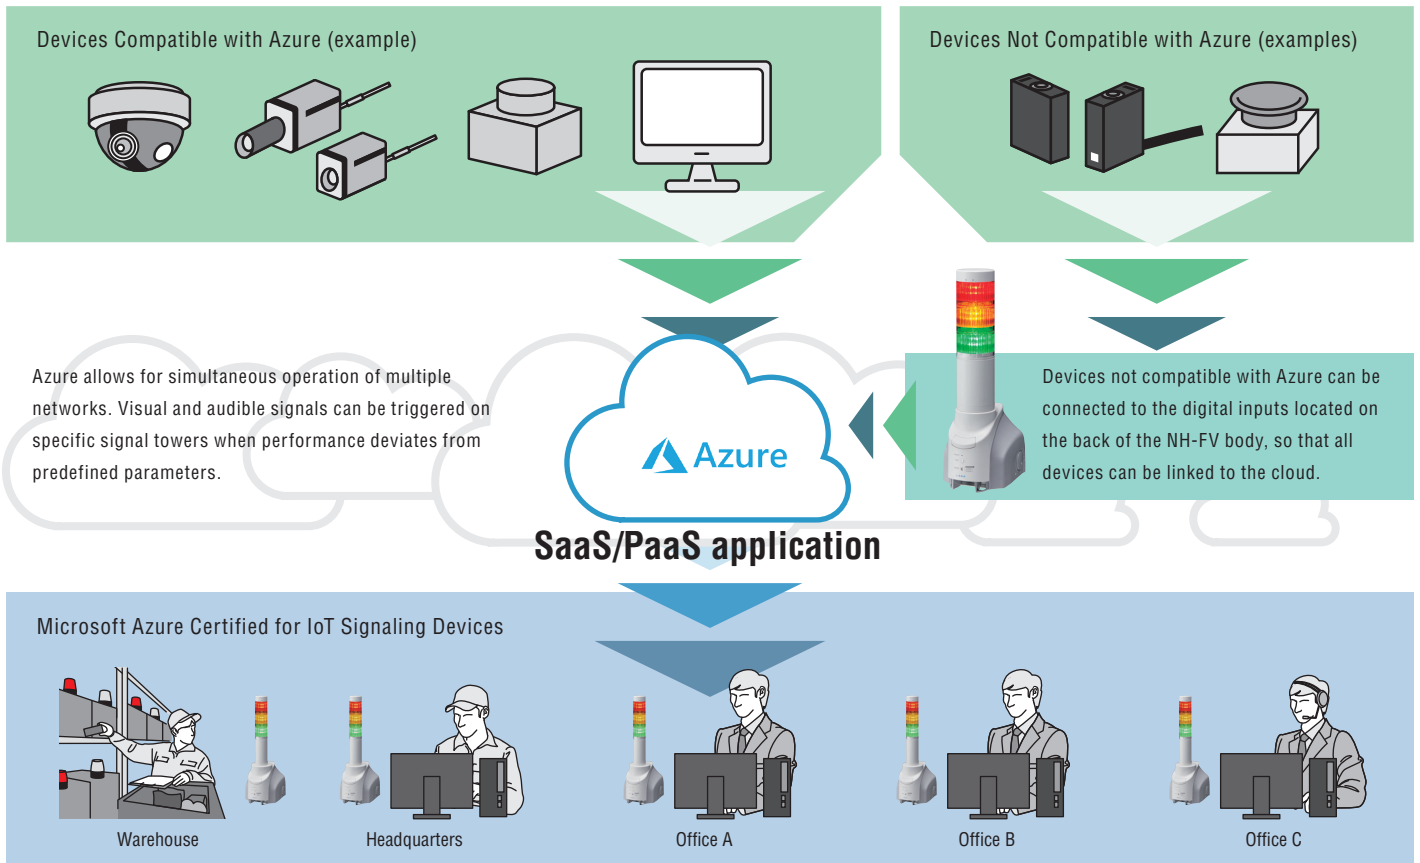 Devices Compatible with Azure (example)
Devices Not Compatible with Azure (examples)
Azure allows for simultaneous operation of multiple
networks. Visual and audible signals can be triggered on
specific signal towers when performance deviates from
predefined parameters.
Azure
Devices not compatible with Azure can be
connected to the digital inputs located on
the back of the NH-FV body, so that all
devices can be linked to the cloud.
SaaS/PaaS application
Microsoft Azure Certified for IoT Signaling Devices
Warehouse
Headquarters
Office A
Office B
Office C